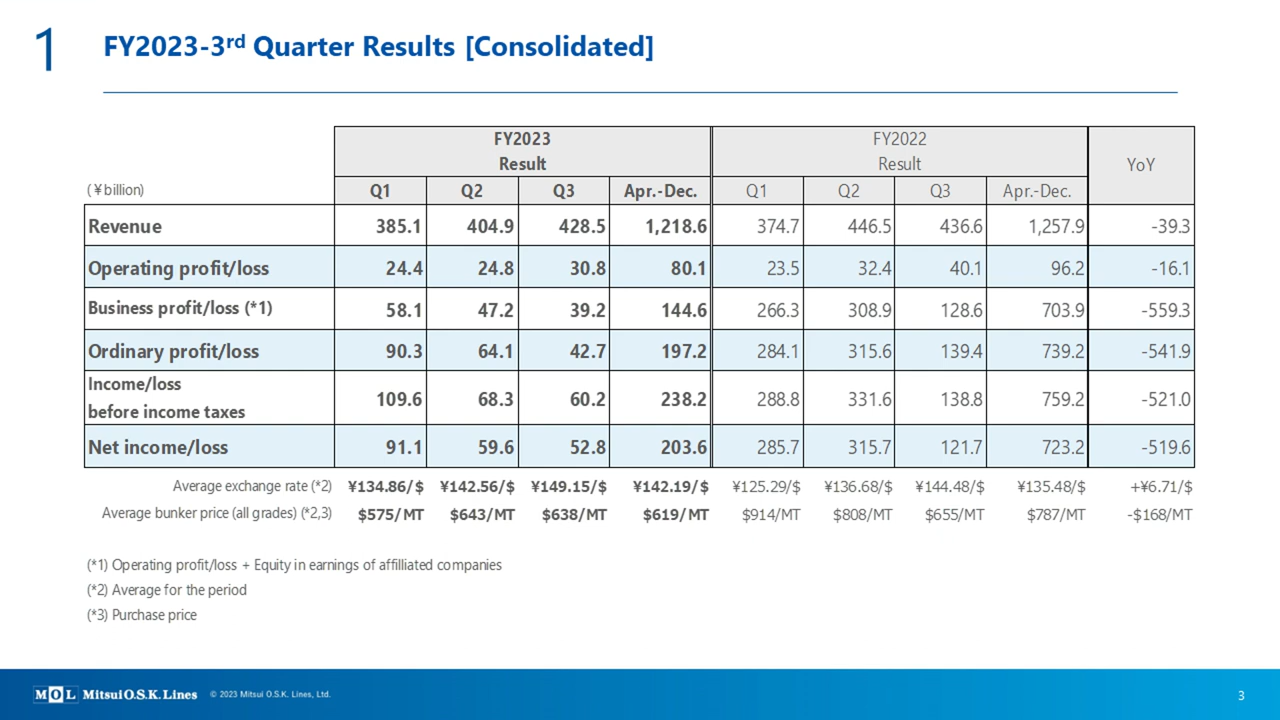 1
FY2023-3rd Quarter Results [Consolidated]
FY2023 FY2022
Result Result YoY
(¥billion) Q1 Q2 Q3 Apr.-Dec. Q1 Q2 Q3 Apr.-Dec.
Revenue 385.1 404.9 428.5 1,218.6 374.7 446.5 436.6 1,257.9 -39.3
Operating profit/loss 24.4 24.8 30.8 80.1 23.5 32.4 40.1 96.2 -16.1
Business profit/loss (*1) 58.1 47.2 39.2 144.6 266.3 308.9 128.6 703.9 -559.3
Ordinary profit/loss 90.3 64.1 42.7 197.2 284.1 315.6 139.4 739.2 -541.9
Income/loss
before income taxes 109.6 68.3 60.2 238.2 288.8 331.6 138.8 759.2 -521.0
Net income/loss 91.1 59.6 52.8 203.6 285.7 315.7 121.7 723.2 -519.6
Average exchange rate (*2) ¥134.86/$ ¥142.56/$ ¥149.15/$ ¥142.19/$ ¥125.29/$ ¥136.68/$ ¥144.48/$ ¥135.48/$ +¥6.71/$
Average bunker price (all grades) (*2,3) $575/MT $643/MT $638/MT $619/MT $914/MT $808/MT $655/MT $787/MT -$168/MT
(*1) Operating profit/loss + Equity in earnings of affilliated companies
(*2) Average for the period
(*3) Purchase price
MOL Mitsui O.S.K. Lines © 2023 Mitsui O.S.K. Lines, Ltd. 3